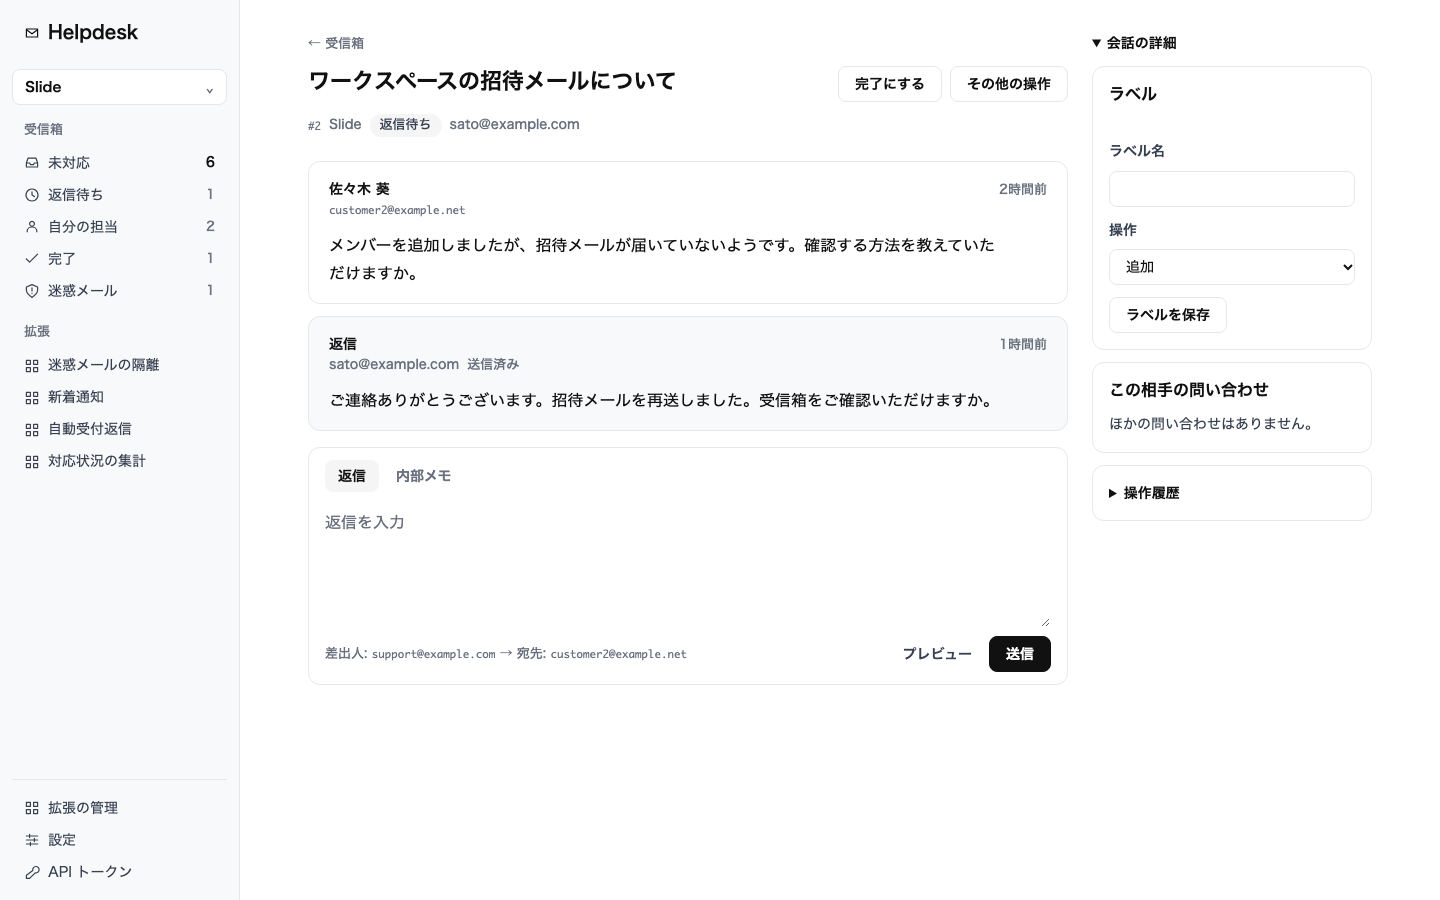 Helpdesk
Slide
受信箱
未対応 6
返信待ち 1
自分の担当 2
完了 1
迷惑メール 1
拡張
迷惑メールの隔離
新着通知
自動受付返信
対応状況の集計
拡張の管理
設定
API トークン
← 受信箱
ワークスペースの招待メールについて
完了にする
その他の操作
#2 Slide 返信待ち sato@example.com
佐々木 葵 2時間前
customer2@example.net
メンバーを追加しましたが、招待メールが届いていないようです。確認する方法を教えていた
だけますか。
返信 1時間前
sato@example.com 送信済み
ご連絡ありがとうございます。招待メールを再送しました。受信箱をご確認いただけますか。
返信 内部メモ
返信を入力
差出人: support@example.com → 宛先: customer2@example.net
プレビュー 送信
▼ 会話の詳細
ラベル
ラベル名
操作
追加
ラベルを保存
この相手の問い合わせ
ほかの問い合わせはありません。
▶ 操作履歴